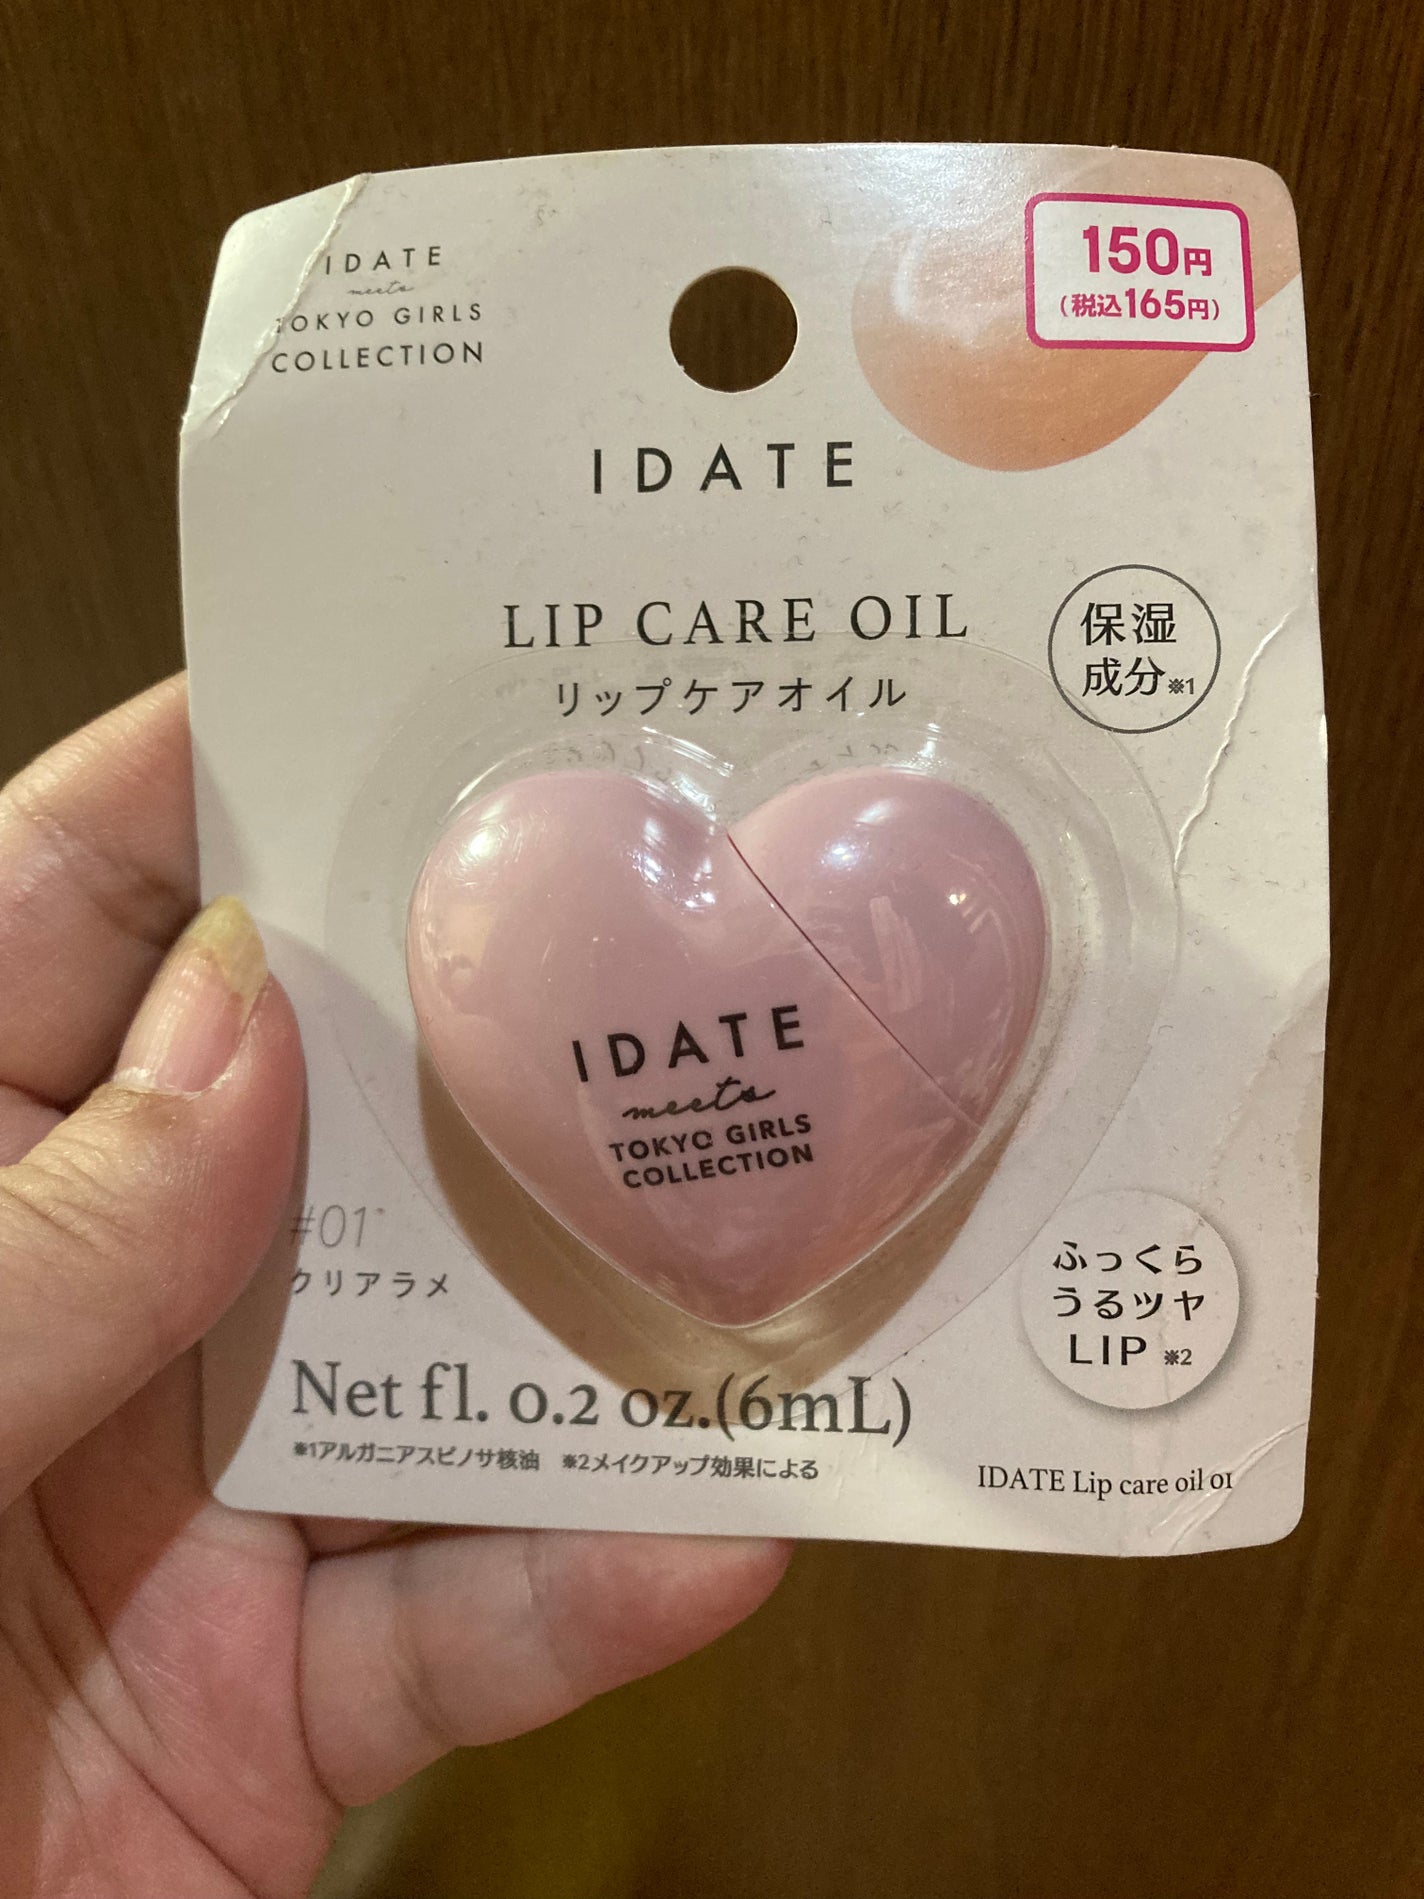 IDATE
meets
TOKYO GIRLS
COLLECTION
150円
(税込165円)
IDATE
LIP CARE OIL
リップケアオイル
保湿
成分※1
IDATE
meets
TOKYO GIRLS
COLLECTION
#01
クリアラメ
ふっくら
うるツヤ
LIP ※2
Net fl. 0.2 oz.(6mL)
※1アルガニアスピノサ核油 ※2メイクアップ効果による
IDATE Lip care oil 01